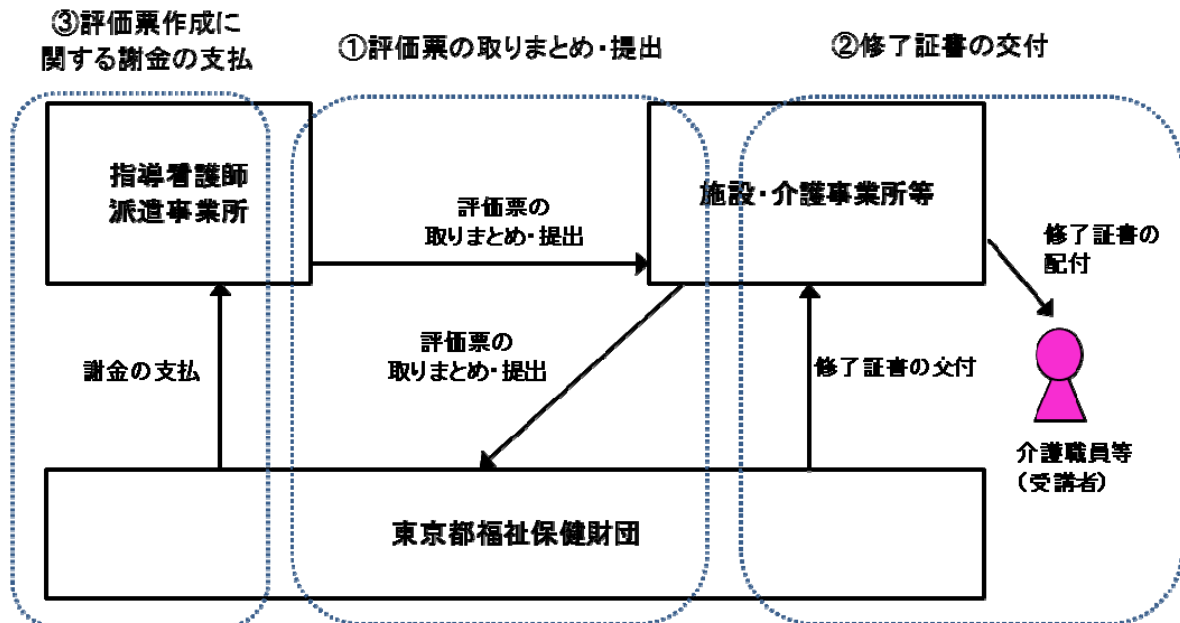 ③評価票作成に
関する謝金の支払
①評価票の取りまとめ・提出
②修了証書の交付
指導看護師
派遣事業所
施設・介護事業所等
評価票の
取りまとめ・提出
修了証書の
配付
謝金の支払
評価票の
取りまとめ・提出
修了証書の交付
介護職員等
(受講者)
東京都福祉保健財団